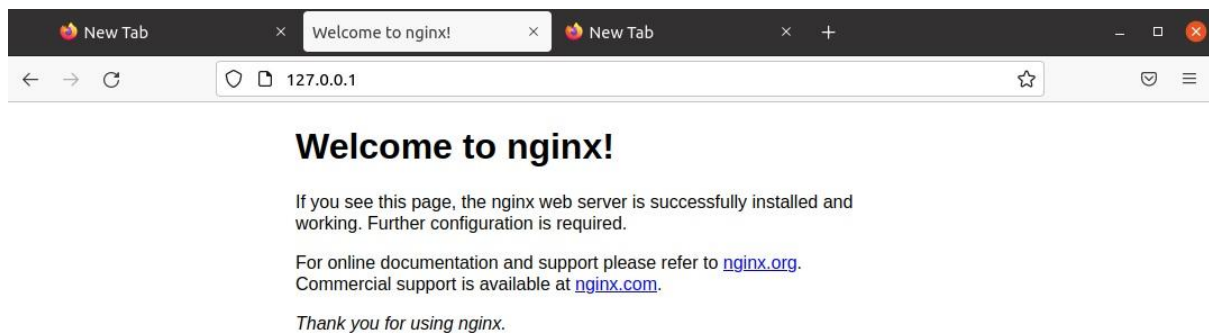 New Tab
Welcome to nginx!
New Tab
127.0.0.1
Welcome to nginx!
If you see this page, the nginx web server is successfully installed and
working. Further configuration is required.
For online documentation and support please refer to nginx.org.
Commercial support is available at nginx.com.
Thank you for using nginx.